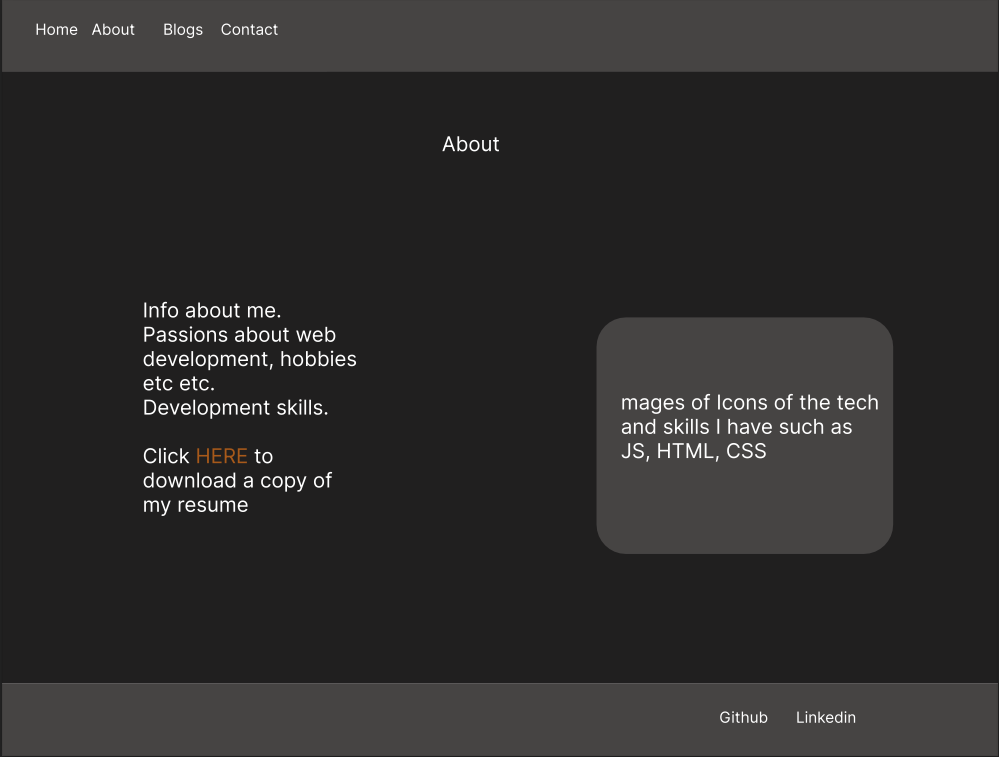 Home About Blogs Contact
About
Info about me.
Passions about web
development, hobbies
etc etc.
Development skills.
Click HERE to
download a copy of
my resume
mages of Icons of the tech
and skills I have such as
JS, HTML, CSS
Github Linkedin